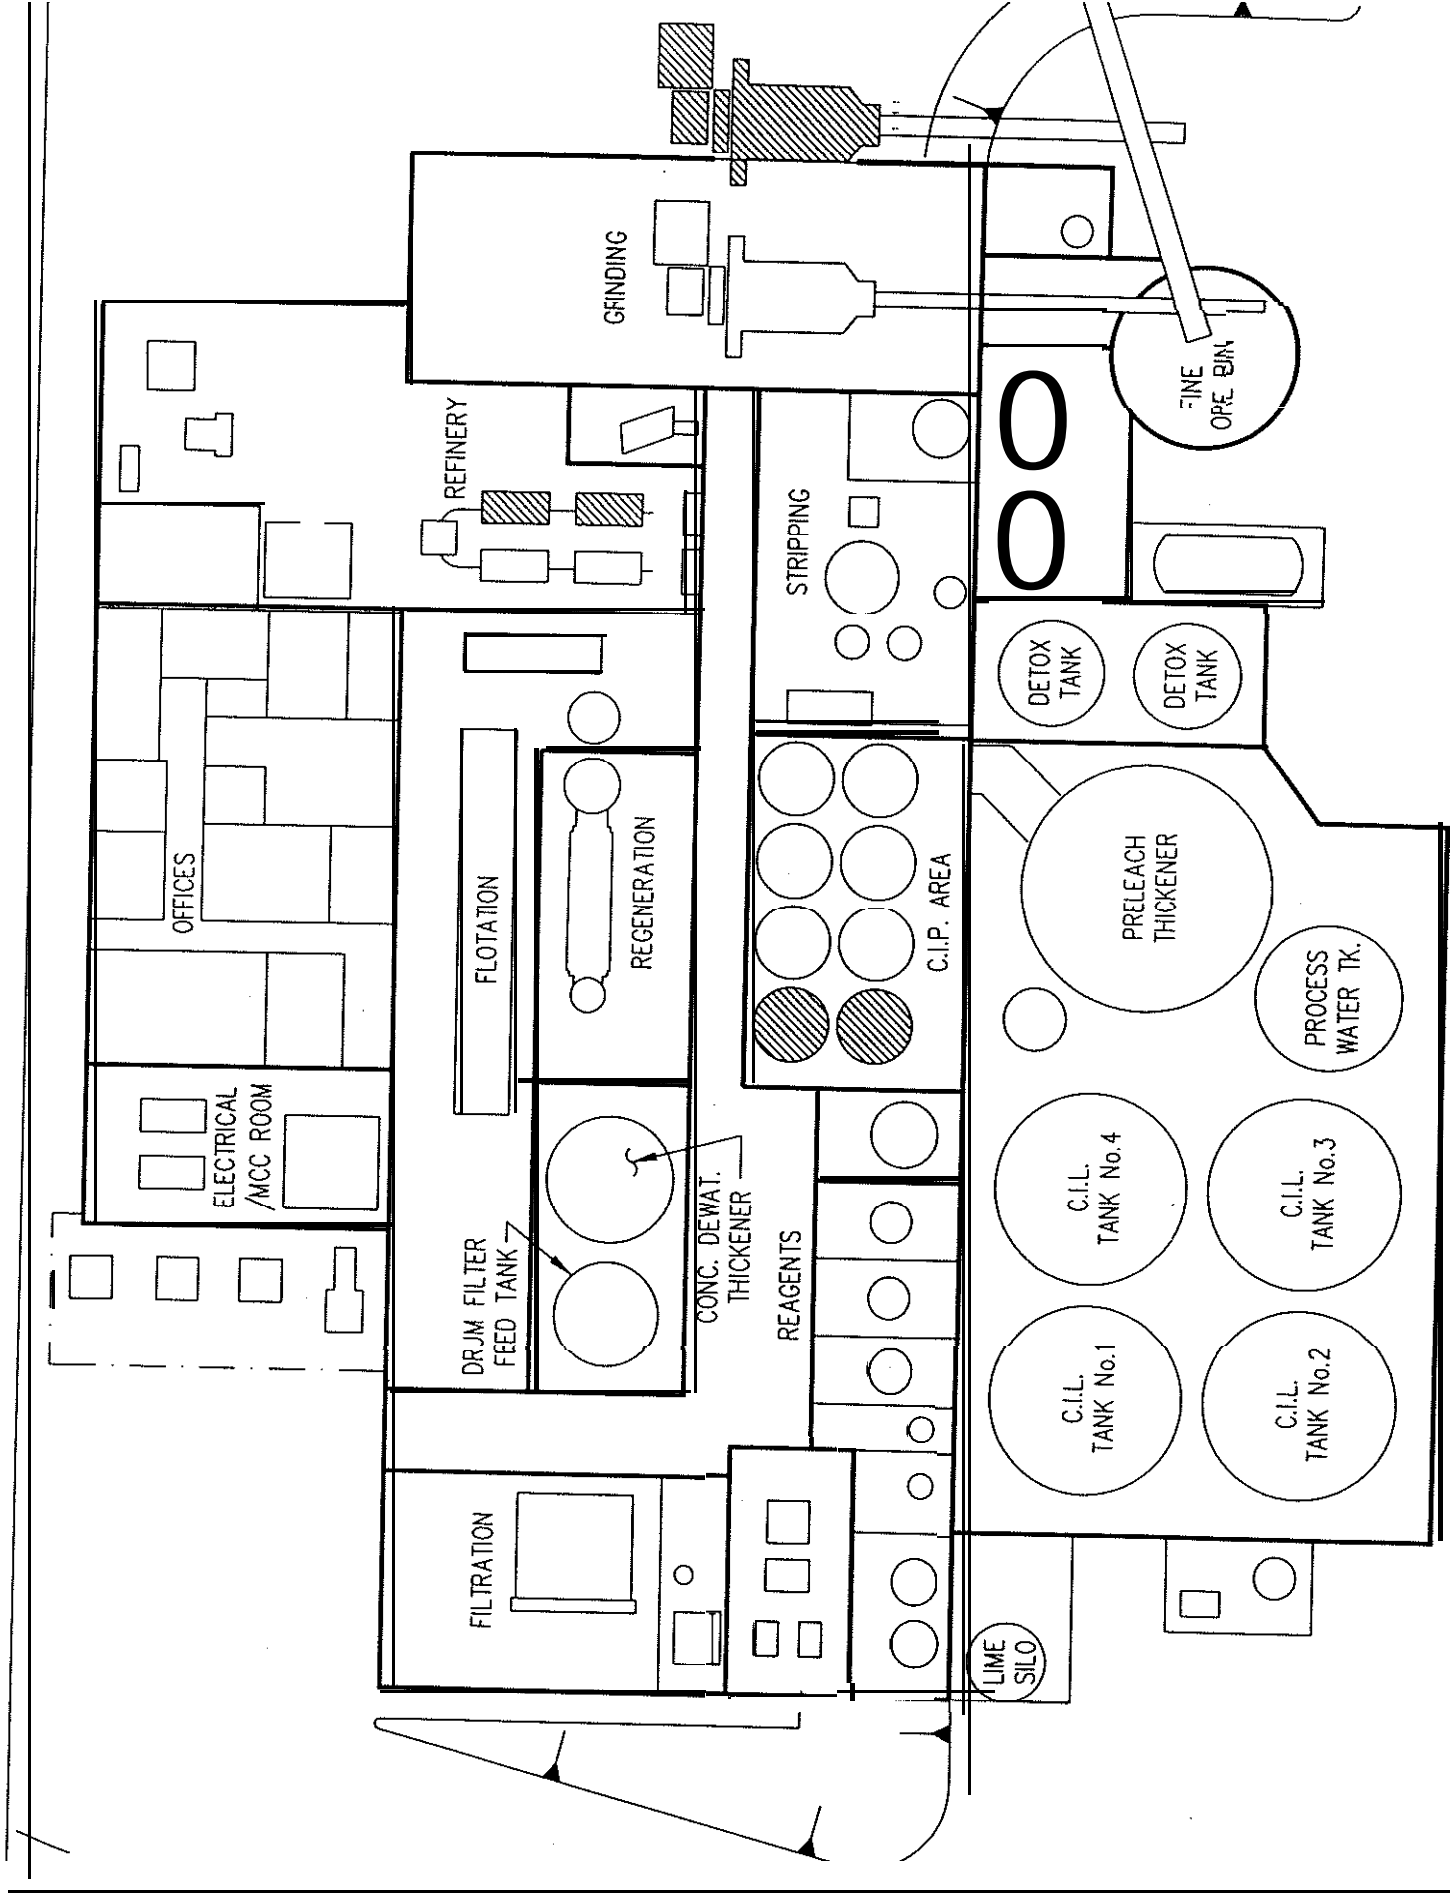 GRINDING
FINE
ORE BIN
REFINERY
STRIPPING
DETOX
TANK
DETOX
TANK
OFFICES
FLOTATION
REGENERATION
C.I.P. AREA
PRELEACH
THICKENER
PROCESS
WATER TK.
ELECTRICAL
/MCC ROOM
CONC. DEWAT.
THICKENER
DRUM FILTER
FEED TANK
REAGENTS
C.I.L.
TANK No.4
C.I.L.
TANK No.3
C.I.L.
TANK No.1
C.I.L.
TANK No.2
FILTRATION
LIME
SILO